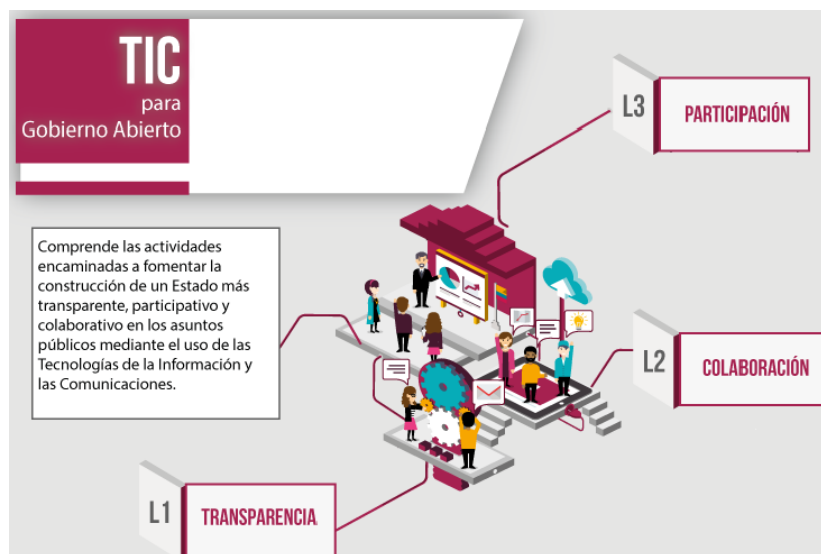 TIC
para
Gobierno Abierto
L3
PARTICIPACIÓN
Comprende las actividades
encaminadas a fomentar la
construcción de un Estado más
transparente, participativo y
colaborativo en los asuntos
públicos mediante el uso de las
Tecnologías de la Información y
las Comunicaciones.
L2
COLABORACIÓN
L1
TRANSPARENCIA